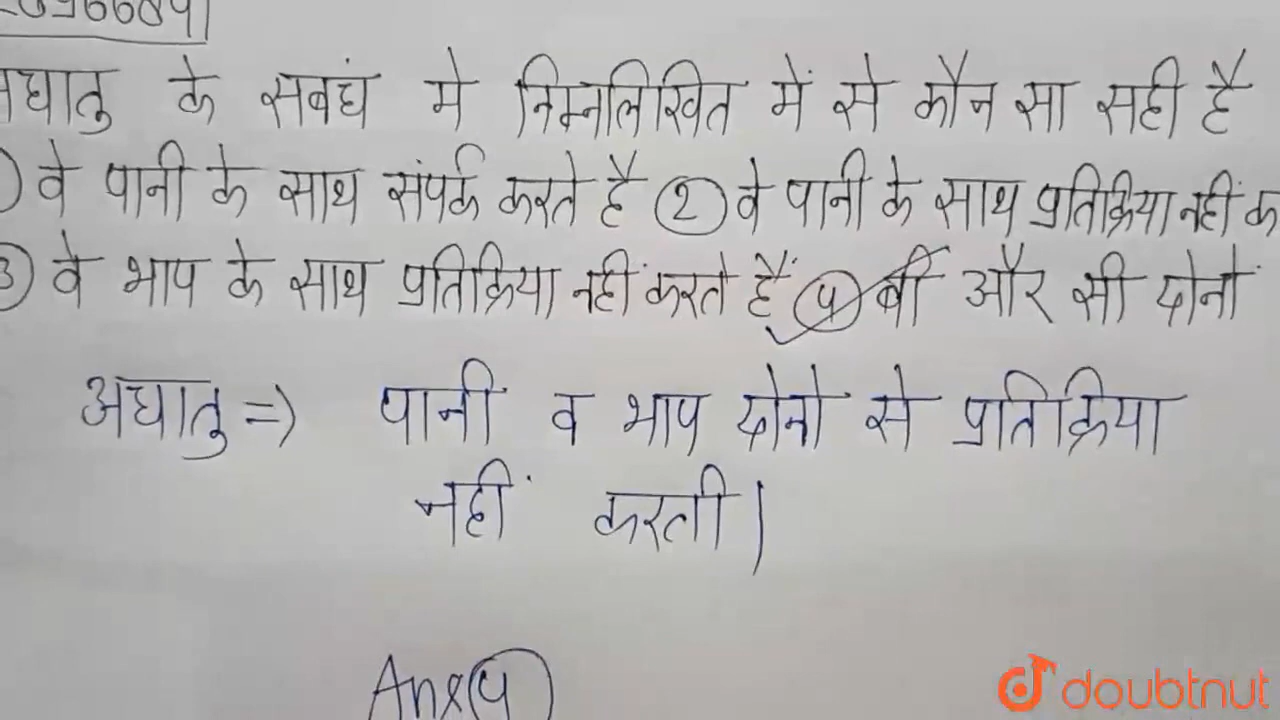 के सबंध मे निम्नलिखित में से कौन सा सही है
वे पानी के साथ संपर्क करते है (2) वे पानी के साथ प्रतिक्रिया नहीं क
3) वे भाप के साथ प्रतिक्रिया नहीं करते हैं (4) बी और सी दोनों
अधातु => पानी व भाप दोनो से प्रतिक्रिया
नहीं करती।
Ans (4)
doubtnut